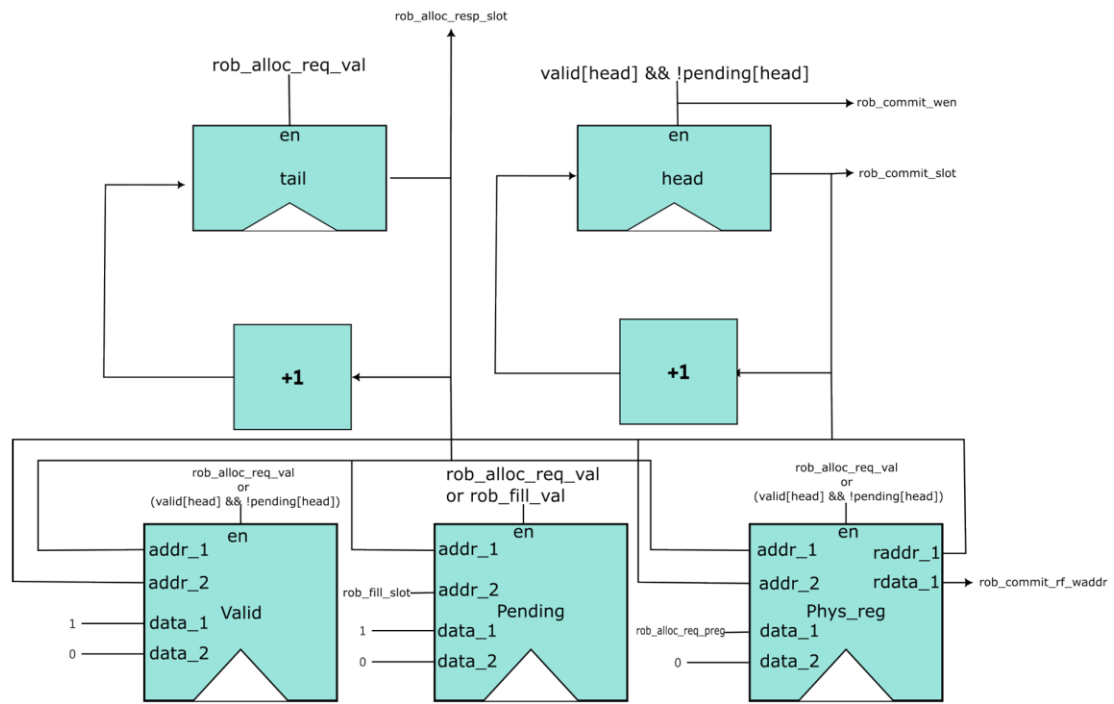 rob_alloc_resp_slot
rob_alloc_req_val
valid[head] && !pending[head]
rob_commit_wen
en
tail
en
head
rob_commit_slot
+1
+1
rob_alloc_req_val
or
(valid[head] && !pending[head])
rob_alloc_req_val
or rob_fill_val
rob_alloc_req_val
or
(valid[head] && !pending[head])
en
addr_1
addr_2
Valid
1
data_1
0
data_2
en
addr_1
rob_fill_slot
addr_2
Pending
1
data_1
0
data_2
en
addr_1
raddr_1
addr_2
rdata_1
rob_commit_rf_waddr
Phys_reg
rob_alloc_req_preg
data_1
0
data_2